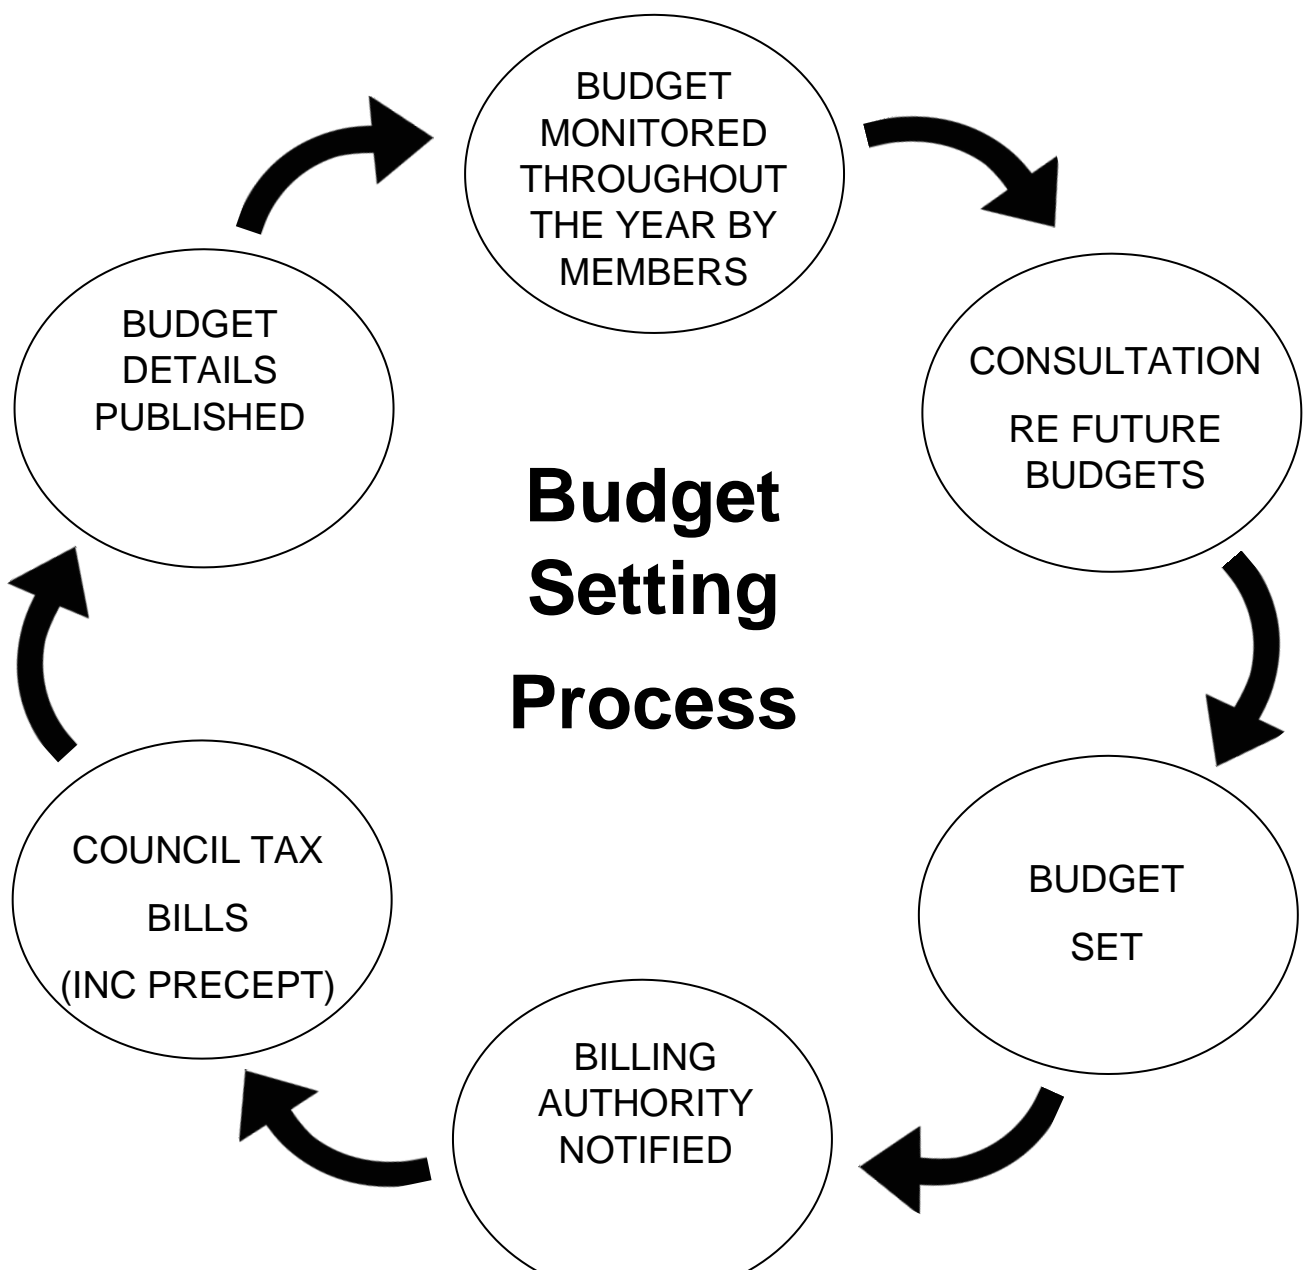 BUDGET
MONITORED
THROUGHOUT
THE YEAR BY
MEMBERS
CONSULTATION
RE FUTURE
BUDGETS
BUDGET
SET
BILLING
AUTHORITY
NOTIFIED
COUNCIL TAX
BILLS
(INC PRECEPT)
BUDGET
DETAILS
PUBLISHED
Budget
Setting
Process